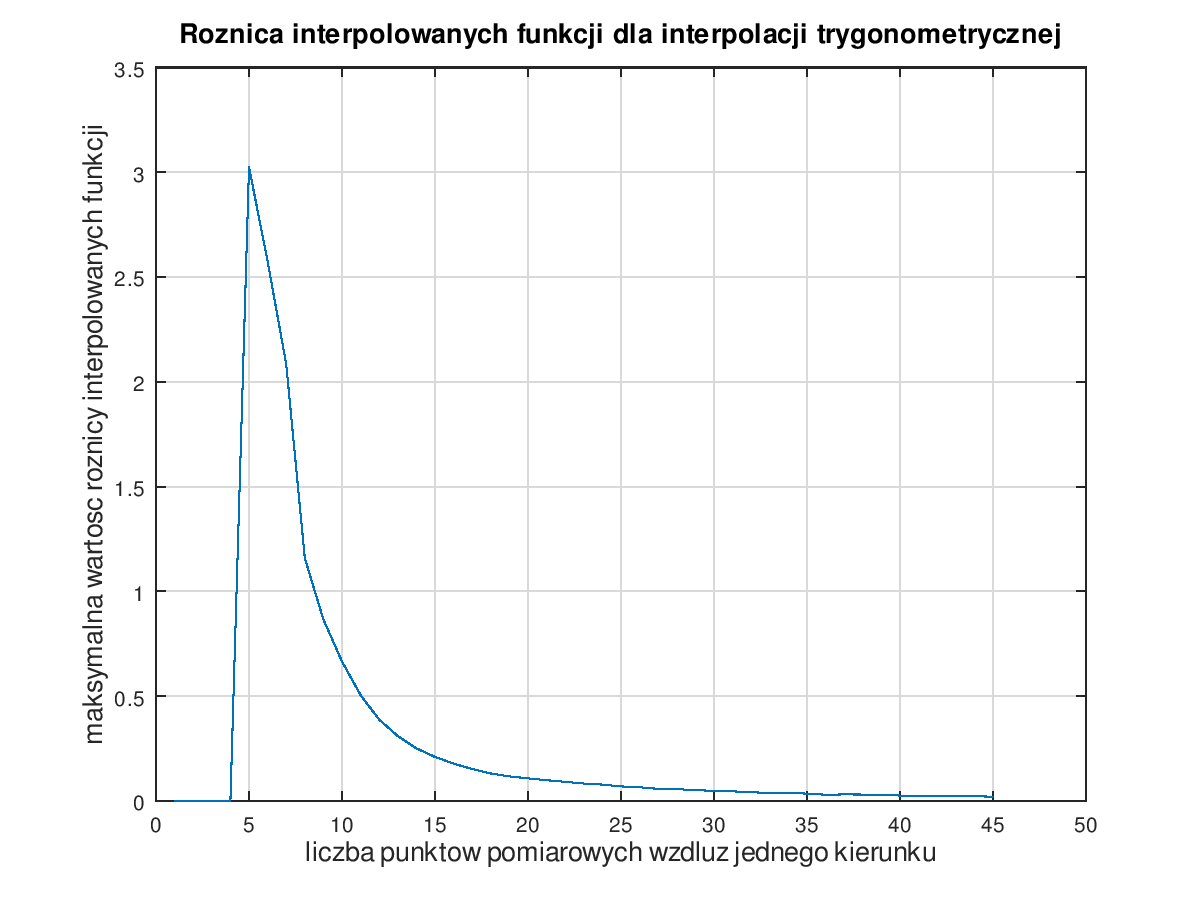 Roznica interpolowanych funkcji dla interpolacji trygonometrycznej
maksymalna wartosc roznicy interpolowanych funkcji
3.5
3
2.5
2
1.5
1
0.5
0
0 5 10 15 20 25 30 35 40 45 50
liczba punktow pomiarowych wzdluz jednego kierunku